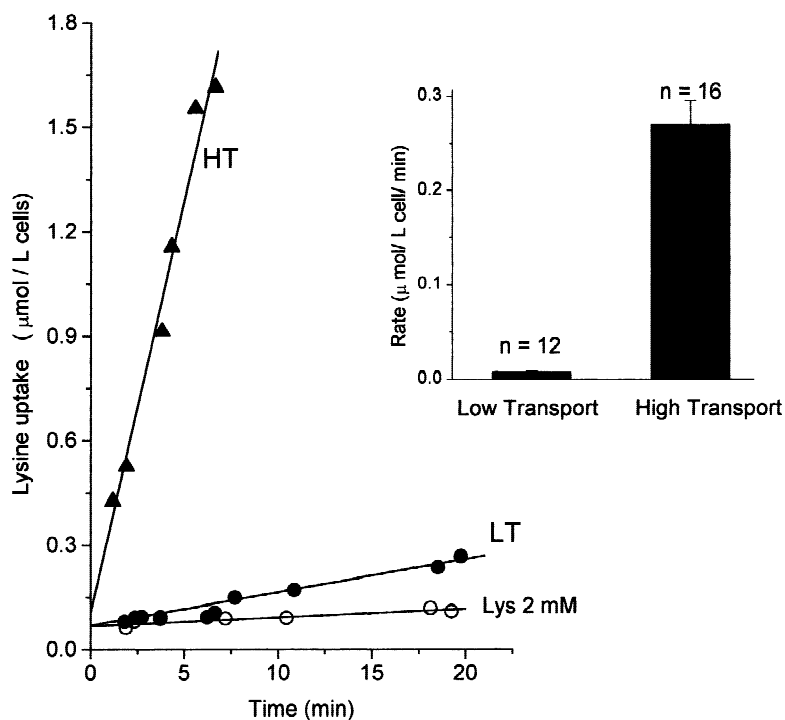 1.8
1.5
1.2
0.9
0.6
0.3
0.0
Lysine uptake ( μmol / L cells)
HT
LT
Lys 2 mM
0 5 10 15 20
Time (min)
0.3
0.2
0.1
0.0
Rate (μ mol/ L cell/ min)
n = 12
n = 16
Low Transport High Transport